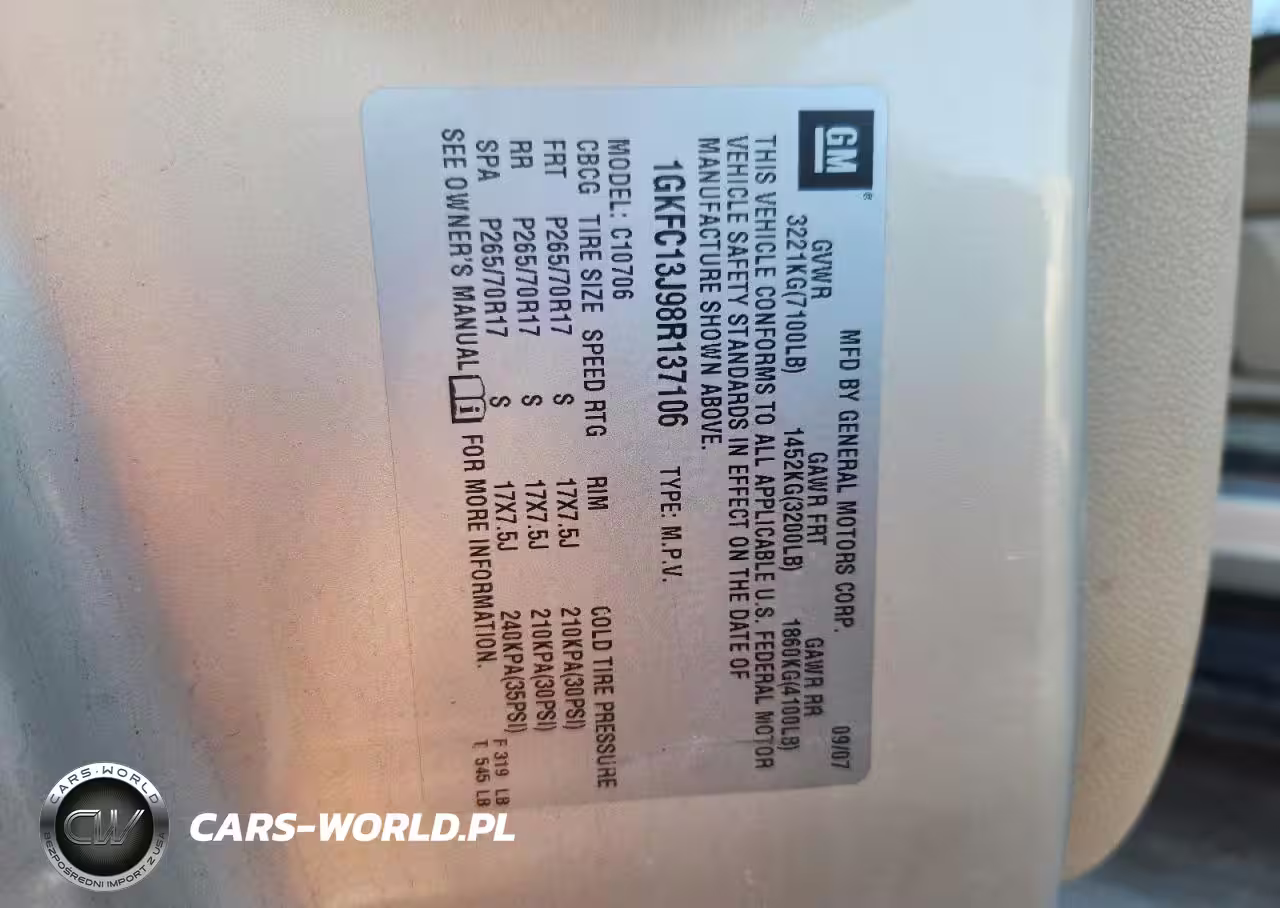 GM®
MFD BY GENERAL MOTORS CORP. 09/07
GVWR GAWR FRT GAWR RR
3221KG(7100LB) 1452KG(3200LB) 1860KG(4100LB)
THIS VEHICLE CONFORMS TO ALL APPLICABLE U.S. FEDERAL MOTOR
VEHICLE SAFETY STANDARDS IN EFFECT ON THE DATE OF
MANUFACTURE SHOWN ABOVE.
1GKFC13J98R137106 TYPE: M.P.V.
MODEL: C10706
CBCG TIRE SIZE SPEED RTG RIM COLD TIRE PRESSURE
FRT P265/70R17 S 17X7.5J 210KPA(30PSI)
RR P265/70R17 S 17X7.5J 210KPA(30PSI)
SPA P265/70R17 S 17X7.5J 240KPA(35PSI)
SEE OWNER'S MANUAL i FOR MORE INFORMATION.
F 319 LB
T 545 LB
CARS-WORLD
CW
BEZPOŚREDNI IMPORT Z USA
CARS-WORLD.PL